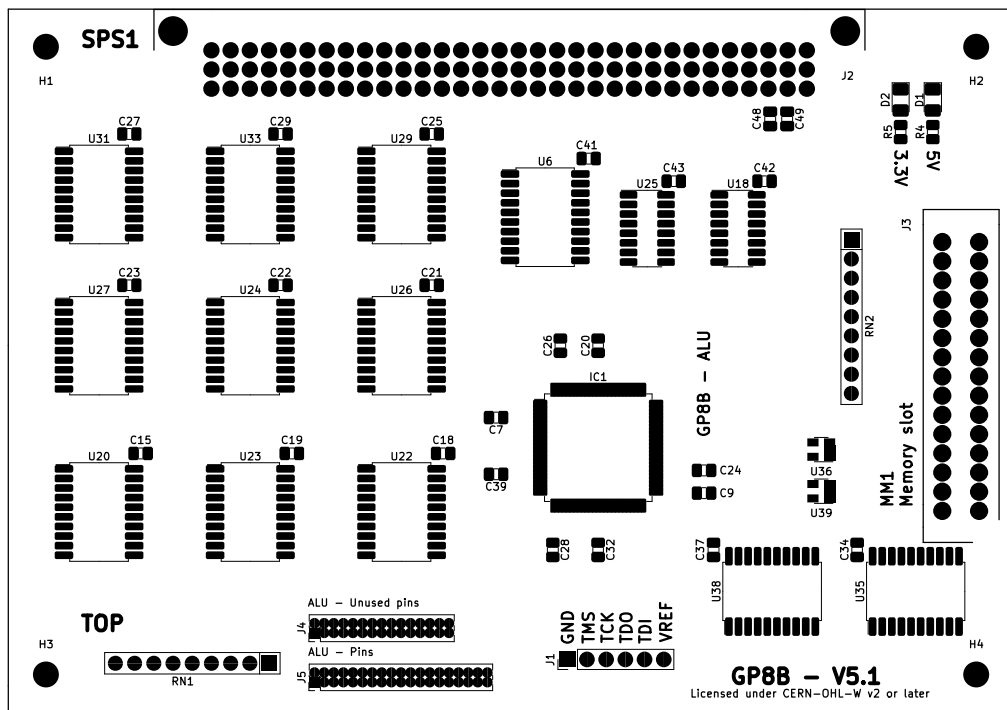 SPS1
H1
J2
H2
C48
C49
D2
D1
R5
R4
3.3V
5V
C27
C29
C25
U31
U33
U29
C41
U6
C43
C42
U25
U18
J3
C23
C22
C21
U27
U24
U26
RN2
C26
C20
IC1
GP8B - ALU
C7
C39
C24
C9
U36
U39
MM1
Memory slot
C15
C19
C18
U20
U23
U22
C28
C32
C37
C34
U38
U35
TOP
ALU - Unused pins
J4
ALU - Pins
J5
H3
RN1
J1
GND
TMS
TCK
TDO
TDI
VREF
H4
GP8B - V5.1
Licensed under CERN-OHL-W v2 or later